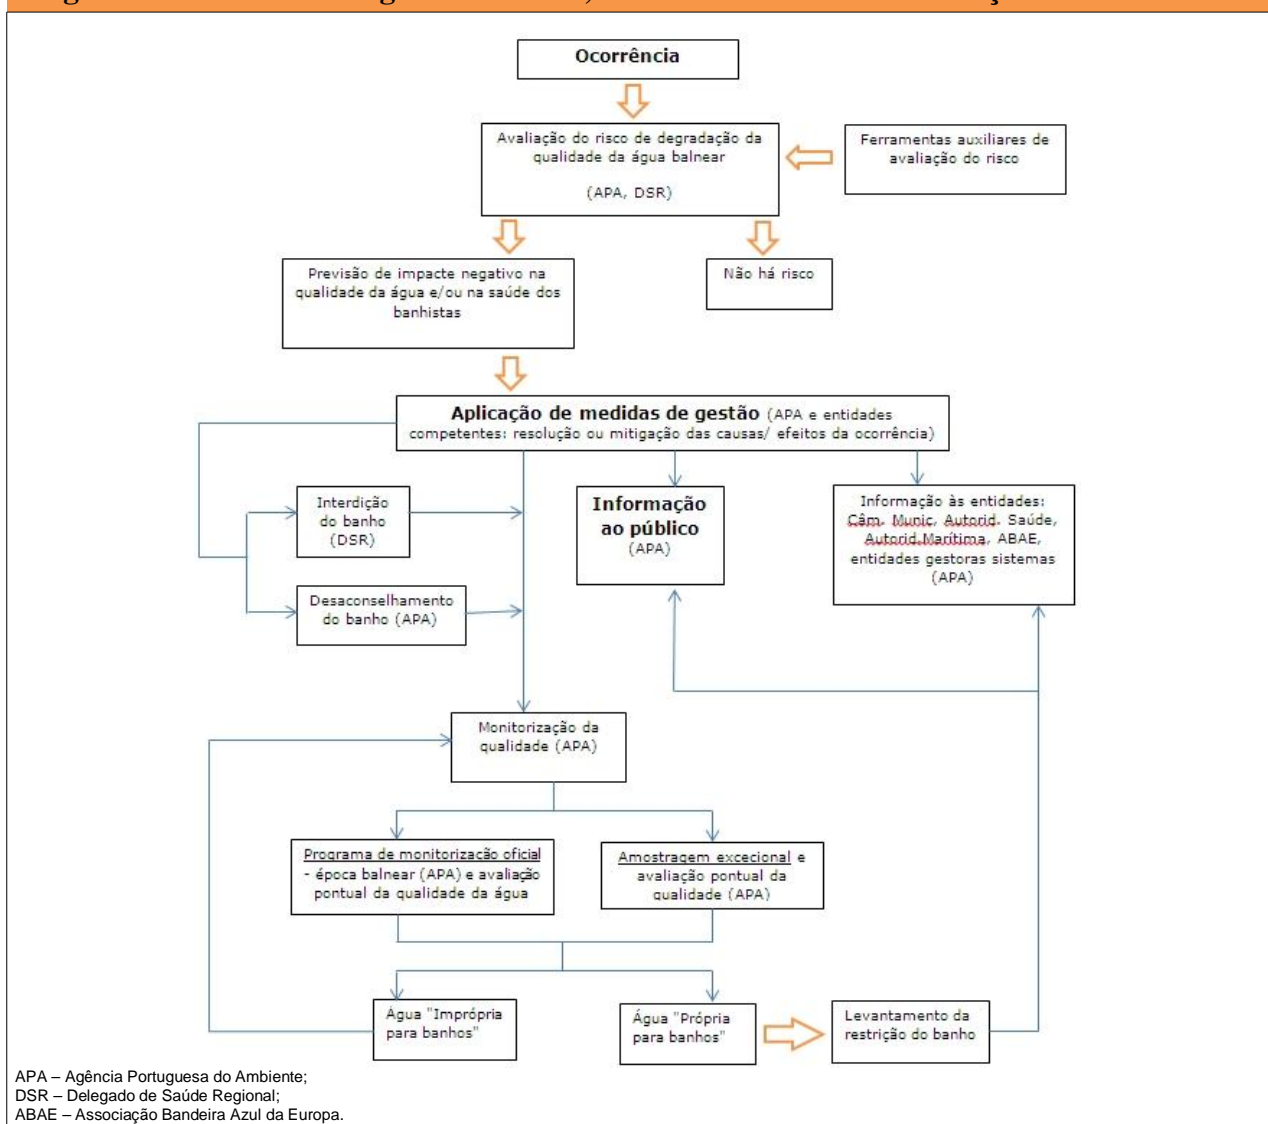 Ocorrência
Avaliação do risco de degradação da
qualidade da água balnear
(APA, DSR)
Ferramentas auxiliares de
avaliação do risco
Previsão de impacte negativo na
qualidade da água e/ou na saúde dos
banhistas
Não há risco
Aplicação de medidas de gestão (APA e entidades
competentes: resolução ou mitigação das causas/ efeitos da ocorrência)
Interdição
do banho
(DSR)
Informação
ao público
(APA)
Informação às entidades:
Câm. Munic, Autorid. Saúde,
Autorid.Marítima, ABAE,
entidades gestoras sistemas
(APA)
Desaconselhamento
do banho (APA)
Monitorização da
qualidade (APA)
Programa de monitorização oficial
- época balnear (APA) e avaliação
pontual da qualidade da água
Amostragem excecional e
avaliação pontual da
qualidade (APA)
Água "Imprópria
para banhos"
Água "Própria
para banhos"
Levantamento da
restrição do banho
APA – Agência Portuguesa do Ambiente;
DSR – Delegado de Saúde Regional;
ABAE – Associação Bandeira Azul da Europa.